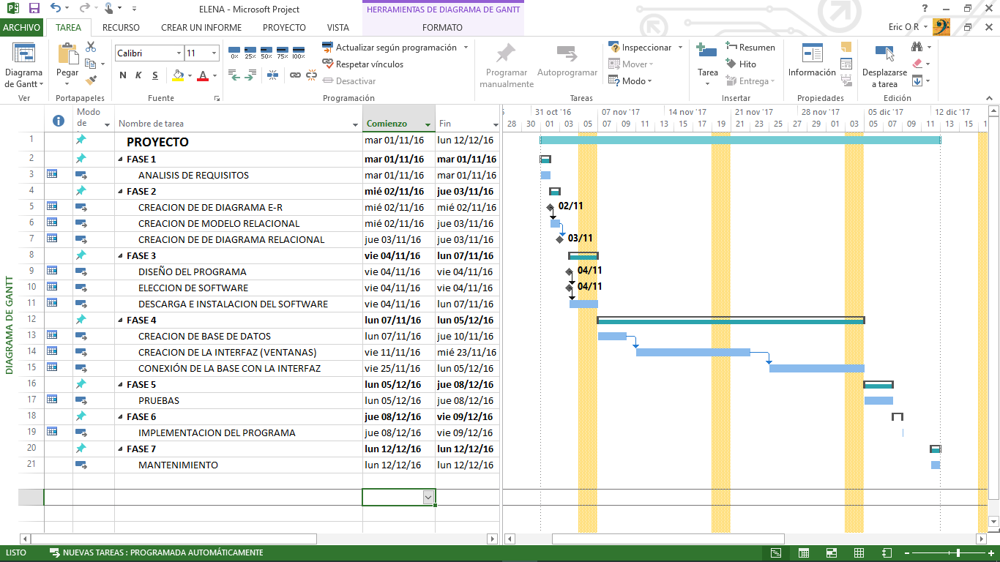 ELENA - Microsoft Project
HERRAMIENTAS DE DIAGRAMA DE GANTT
?
ARCHIVO TAREA RECURSO CREAR UN INFORME PROYECTO VISTA FORMATO
Eric O R
Diagrama de Gantt
Ver
Pegar
Portapapeles
Calibri 11
N K S A
Fuente
0% 25% 50% 75% 100%
Actualizar según programación
Respetar vínculos
Desactivar
Programación
Programar manualmente
Autoprogramar
Inspeccionar
Mover
Modo
Tareas
Tarea
Resumen
Hito
Entrega
Insertar
Información
Propiedades
Desplazarse a tarea
Edición
Modo de
Nombre de tarea
Comienzo
Fin
31 oct '16 07 nov '17 14 nov '17 21 nov '17 28 nov '17 05 dic '17 12 dic '17
28 30 01 03 05 07 09 11 13 15 17 19 21 23 25 27 29 01 03 05 07 09 11 13 15
1 PROYECTO mar 01/11/16 lun 12/12/16
2 FASE 1 mar 01/11/16 mar 01/11/16
3 ANALISIS DE REQUISITOS mar 01/11/16 mar 01/11/16
4 FASE 2 mié 02/11/16 jue 03/11/16
5 CREACION DE DE DIAGRAMA E-R mié 02/11/16 mié 02/11/16 02/11
6 CREACION DE MODELO RELACIONAL mié 02/11/16 jue 03/11/16
7 CREACION DE DE DIAGRAMA RELACIONAL jue 03/11/16 jue 03/11/16 03/11
8 FASE 3 vie 04/11/16 lun 07/11/16
9 DISEÑO DEL PROGRAMA vie 04/11/16 vie 04/11/16 04/11
10 ELECCION DE SOFTWARE vie 04/11/16 vie 04/11/16 04/11
11 DESCARGA E INSTALACION DEL SOFTWARE vie 04/11/16 lun 07/11/16
12 FASE 4 lun 07/11/16 lun 05/12/16
13 CREACION DE BASE DE DATOS lun 07/11/16 jue 10/11/16
14 CREACION DE LA INTERFAZ (VENTANAS) vie 11/11/16 mié 23/11/16
15 CONEXIÓN DE LA BASE CON LA INTERFAZ vie 25/11/16 lun 05/12/16
16 FASE 5 lun 05/12/16 jue 08/12/16
17 PRUEBAS lun 05/12/16 jue 08/12/16
18 FASE 6 jue 08/12/16 vie 09/12/16
19 IMPLEMENTACION DEL PROGRAMA jue 08/12/16 vie 09/12/16
20 FASE 7 lun 12/12/16 lun 12/12/16
21 MANTENIMIENTO lun 12/12/16 lun 12/12/16
DIAGRAMA DE GANTT
LISTO NUEVAS TAREAS : PROGRAMADA AUTOMÁTICAMENTE